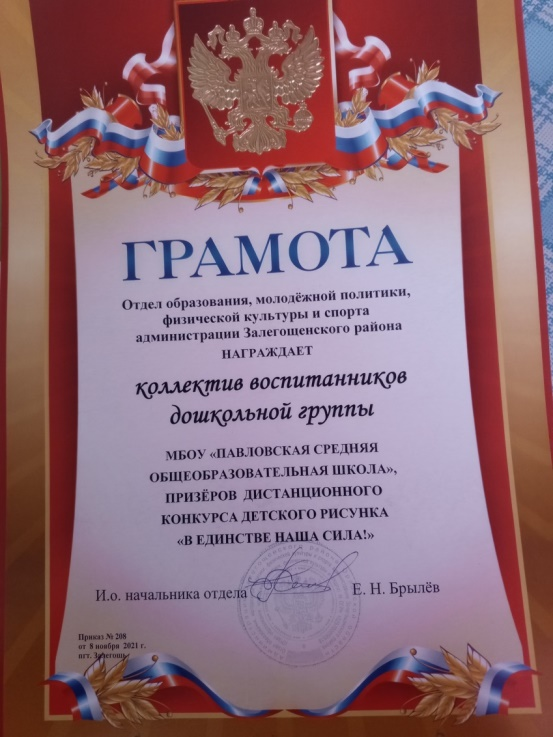 ГРАМОТА
Отдел образования, молодёжной политики,
физической культуры и спорта
администрации Залегощенского района
НАГРАЖДАЕТ
коллектив воспитанников
дошкольной группы
МБОУ «ПАВЛОВСКАЯ СРЕДНЯЯ
ОБЩЕОБРАЗОВАТЕЛЬНАЯ ШКОЛА»,
ПРИЗЁРОВ ДИСТАНЦИОННОГО
КОНКУРСА ДЕТСКОГО РИСУНКА
«В ЕДИНСТВЕ НАША СИЛА!»
И.о. начальника отдела Е. Н. Брылёв
Приказ № 208
от 8 ноября 2021 г.
пгт. Залегощь